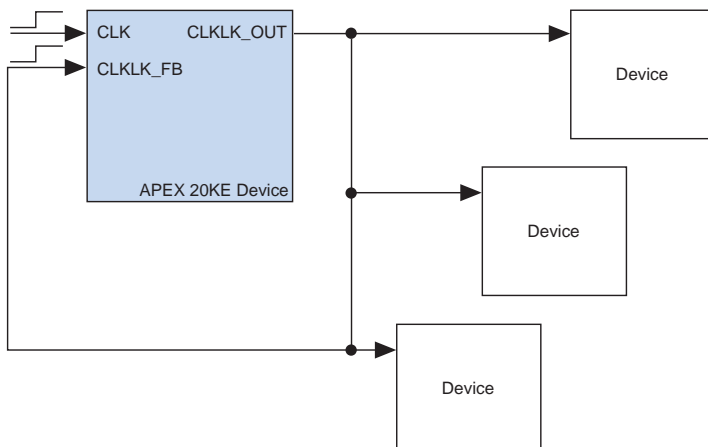 CLK CLKLK_OUT
CLKLK_FB
APEX 20KE Device
Device
Device
Device